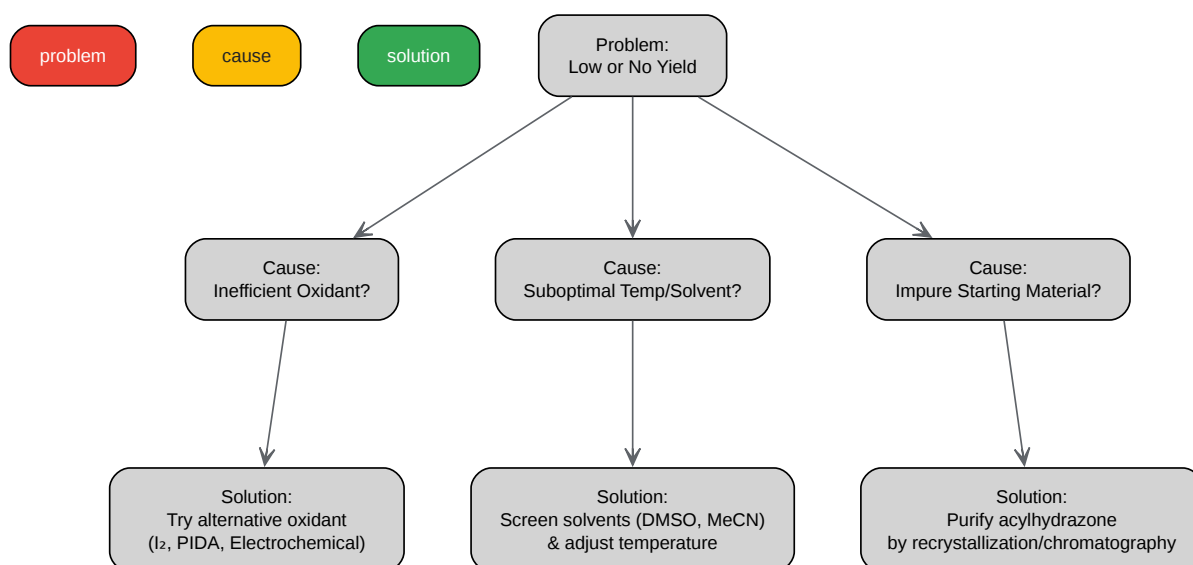 problem
cause
solution
Problem:
Low or No Yield
Cause:
Inefficient Oxidant?
Cause:
Suboptimal Temp/Solvent?
Cause:
Impure Starting Material?
Solution:
Try alternative oxidant
(I₂, PIDA, Electrochemical)
Solution:
Screen solvents (DMSO, MeCN)
& adjust temperature
Solution:
Purify acylhydrazone
by recrystallization/chromatography